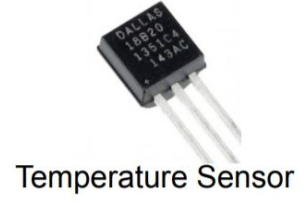 DALLAS
18B20
1351C4
143AC
Temperature Sensor